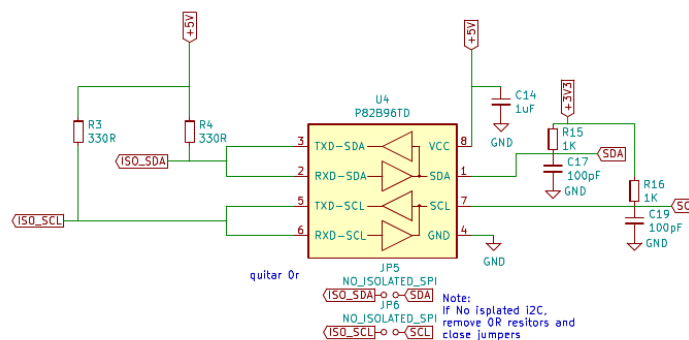 +5V
+5V
U4
P82B96TD
C14
1uF
GND
+3V3
R3
330R
R4
330R
3
TXD-SDA
VCC
8
R15
1K
ISO_SDA
2
RXD-SDA
SDA
1
SDA
C17
100pF
GND
R16
1K
5
TXD-SCL
SCL
7
ISO_SCL
C19
100pF
GND
6
RXD-SCL
GND
4
GND
quitar 0r
JP5
NO_ISOLATED_SPI
ISO_SDA
SDA
JP6
NO_ISOLATED_SPI
ISO_SCL
SCL
Note:
If No isplated i2C,
remove 0R resitors and
close jumpers